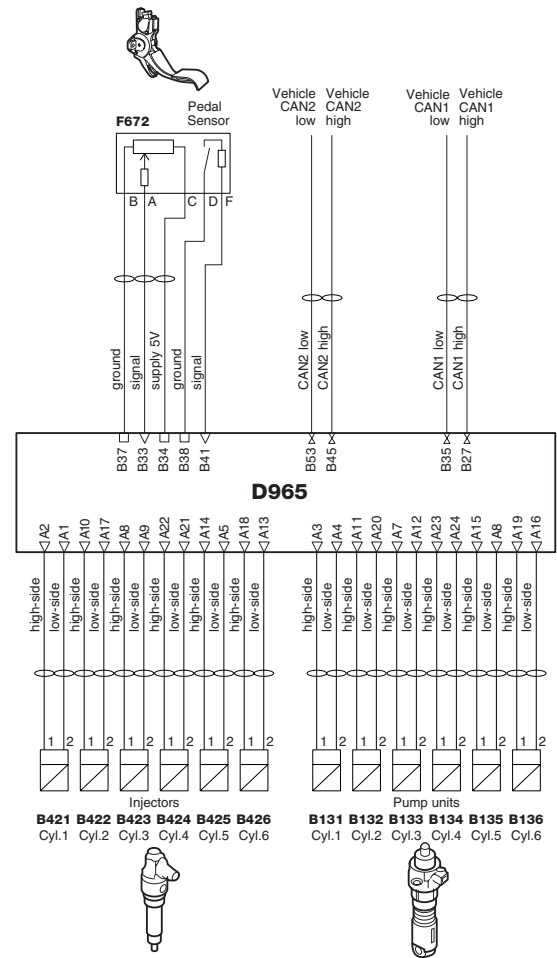 Pedal
Sensor
F672
B A C D F
Vehicle
CAN2
low
Vehicle
CAN2
high
Vehicle
CAN1
low
Vehicle
CAN1
high
ground
signal
supply 5V
ground
signal
CAN2 low
CAN2 high
CAN1 low
CAN1 high
B37 B33 B34 B38 B41 B53 B45 B35 B27
D965
A2 A1 A10 A17 A8 A9 A22 A21 A14 A5 A18 A13 A3 A4 A11 A20 A7 A12 A23 A24 A15 A8 A19 A16
high-side low-side high-side low-side high-side low-side high-side low-side high-side low-side high-side low-side high-side low-side high-side low-side high-side low-side high-side low-side high-side low-side high-side low-side
1 2 1 2 1 2 1 2 1 2 1 2 1 2 1 2 1 2 1 2 1 2 1 2
Injectors
B421 B422 B423 B424 B425 B426
Cyl.1 Cyl.2 Cyl.3 Cyl.4 Cyl.5 Cyl.6
Pump units
B131 B132 B133 B134 B135 B136
Cyl.1 Cyl.2 Cyl.3 Cyl.4 Cyl.5 Cyl.6